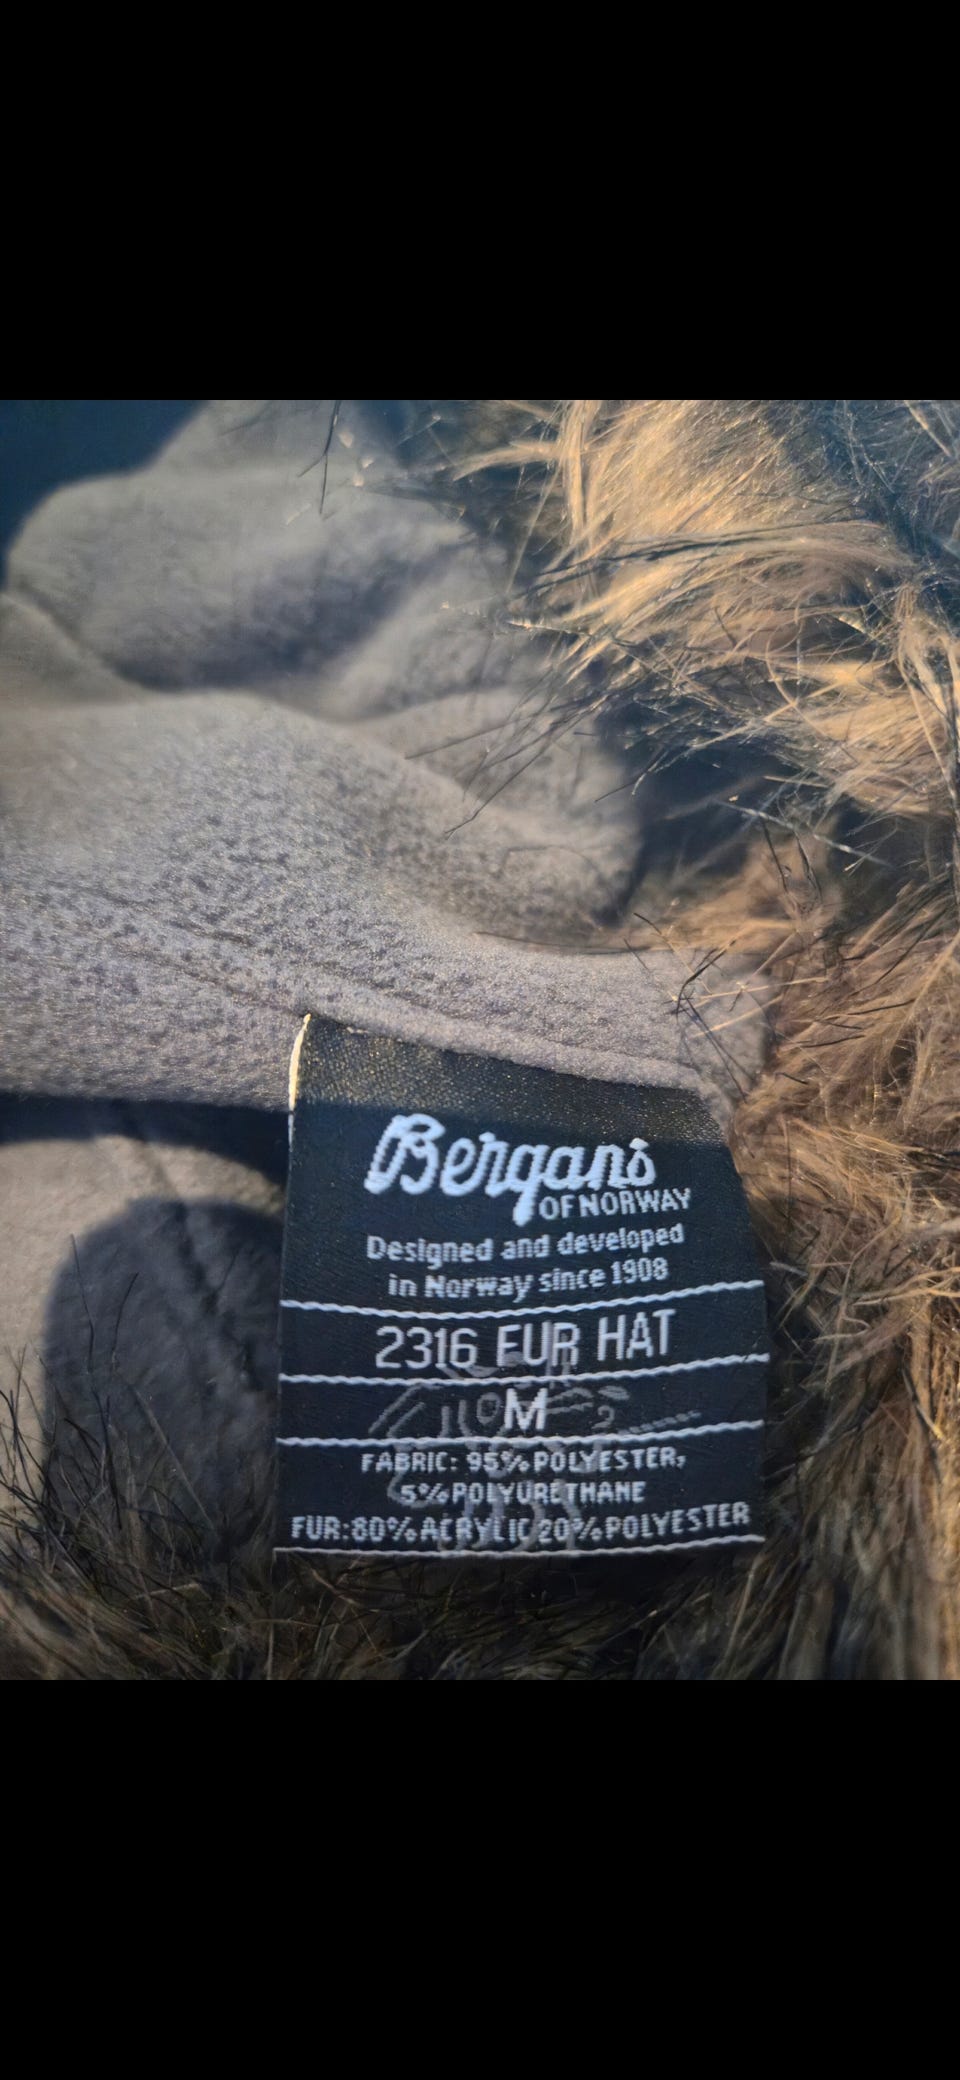 Bergans
OF NORWAY
Designed and developed
in Norway since 1908
2316 FUR HAT
M
FABRIC: 95% POLYESTER,
5% POLYURETHANE
FUR:80% ACRYLIC 20% POLYESTER